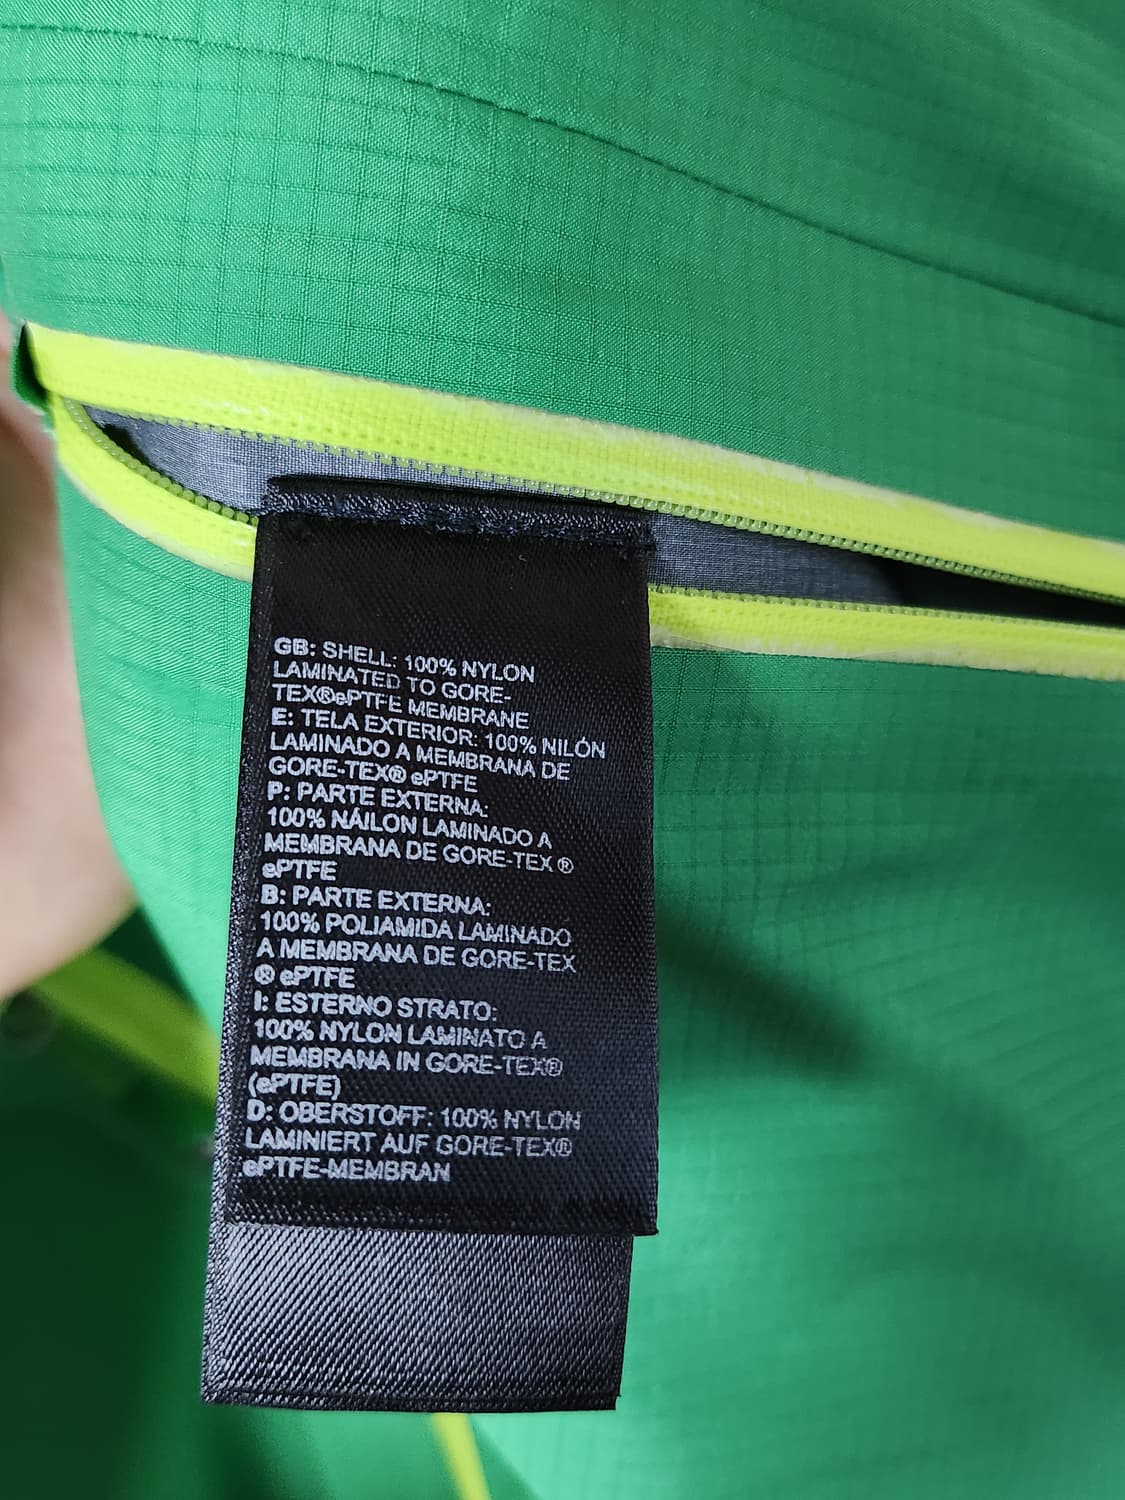 GB: SHELL: 100% NYLON
LAMINATED TO GORE-
TEX®ePTFE MEMBRANE
E: TELA EXTERIOR: 100% NILÓN
LAMINADO A MEMBRANA DE
GORE-TEX® ePTFE
P: PARTE EXTERNA:
100% NÁILON LAMINADO A
MEMBRANA DE GORE-TEX ®
ePTFE
B: PARTE EXTERNA:
100% POLIAMIDA LAMINADO
A MEMBRANA DE GORE-TEX
® ePTFE
I: ESTERNO STRATO:
100% NYLON LAMINATO A
MEMBRANA IN GORE-TEX®
(ePTFE)
D: OBERSTOFF: 100% NYLON
LAMINIERT AUF GORE-TEX®
ePTFE-MEMBRAN